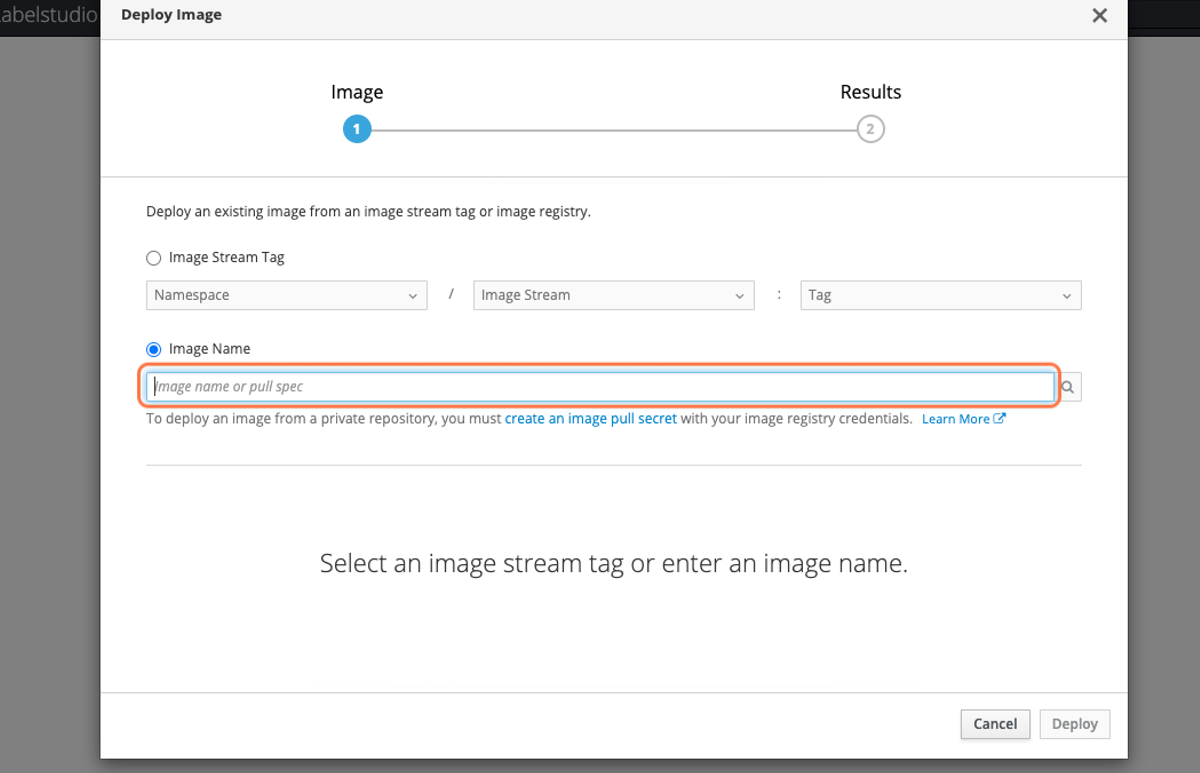 abelstudio
Deploy Image
Image
Results
1
2
Deploy an existing image from an image stream tag or image registry.
Image Stream Tag
Namespace / Image Stream : Tag
Image Name
Image name or pull spec
To deploy an image from a private repository, you must create an image pull secret with your image registry credentials. Learn More
Select an image stream tag or enter an image name.
Cancel
Deploy